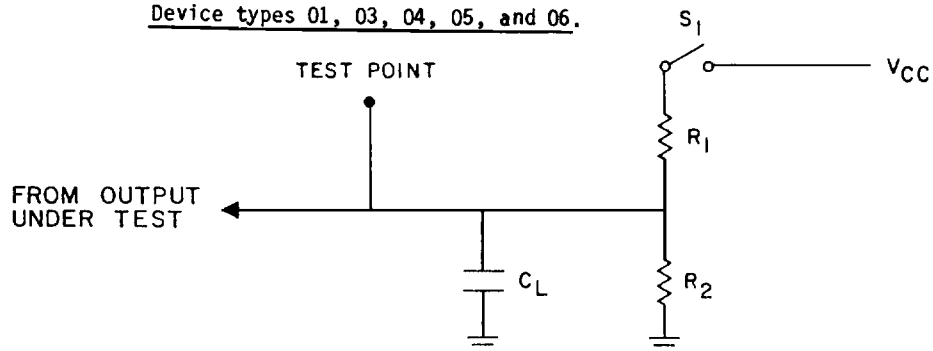 Device types 01, 03, 04, 05, and 06.
S1
TEST POINT
VCC
R1
FROM OUTPUT
UNDER TEST
CL
R2